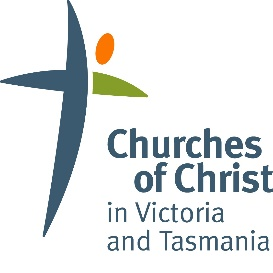 Churches
of Christ
in Victoria
and Tasmania